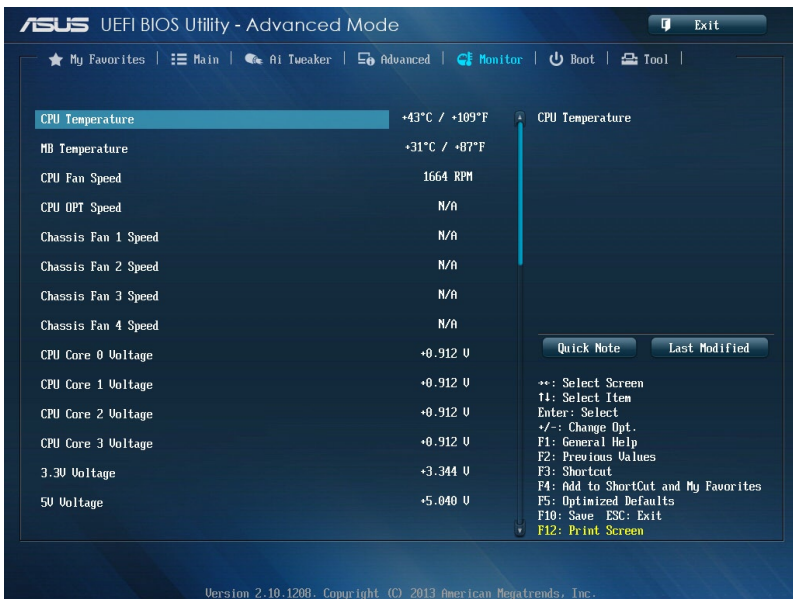 ASUS UEFI BIOS Utility - Advanced Mode
Exit
My Favorites | Main | Ai Tweaker | Advanced | Monitor | Boot | Tool |
CPU Temperature +43°C / +109°F
MB Temperature +31°C / +87°F
CPU Fan Speed 1664 RPM
CPU OPT Speed N/A
Chassis Fan 1 Speed N/A
Chassis Fan 2 Speed N/A
Chassis Fan 3 Speed N/A
Chassis Fan 4 Speed N/A
CPU Core 0 Voltage +0.912 V
CPU Core 1 Voltage +0.912 V
CPU Core 2 Voltage +0.912 V
CPU Core 3 Voltage +0.912 V
3.3V Voltage +3.344 V
5V Voltage +5.040 V
CPU Temperature
Quick Note
Last Modified
→←: Select Screen
↑↓: Select Item
Enter: Select
+/-: Change Opt.
F1: General Help
F2: Previous Values
F3: Shortcut
F4: Add to ShortCut and My Favorites
F5: Optimized Defaults
F10: Save ESC: Exit
F12: Print Screen
Version 2.10.1208. Copyright (C) 2013 American Megatrends, Inc.